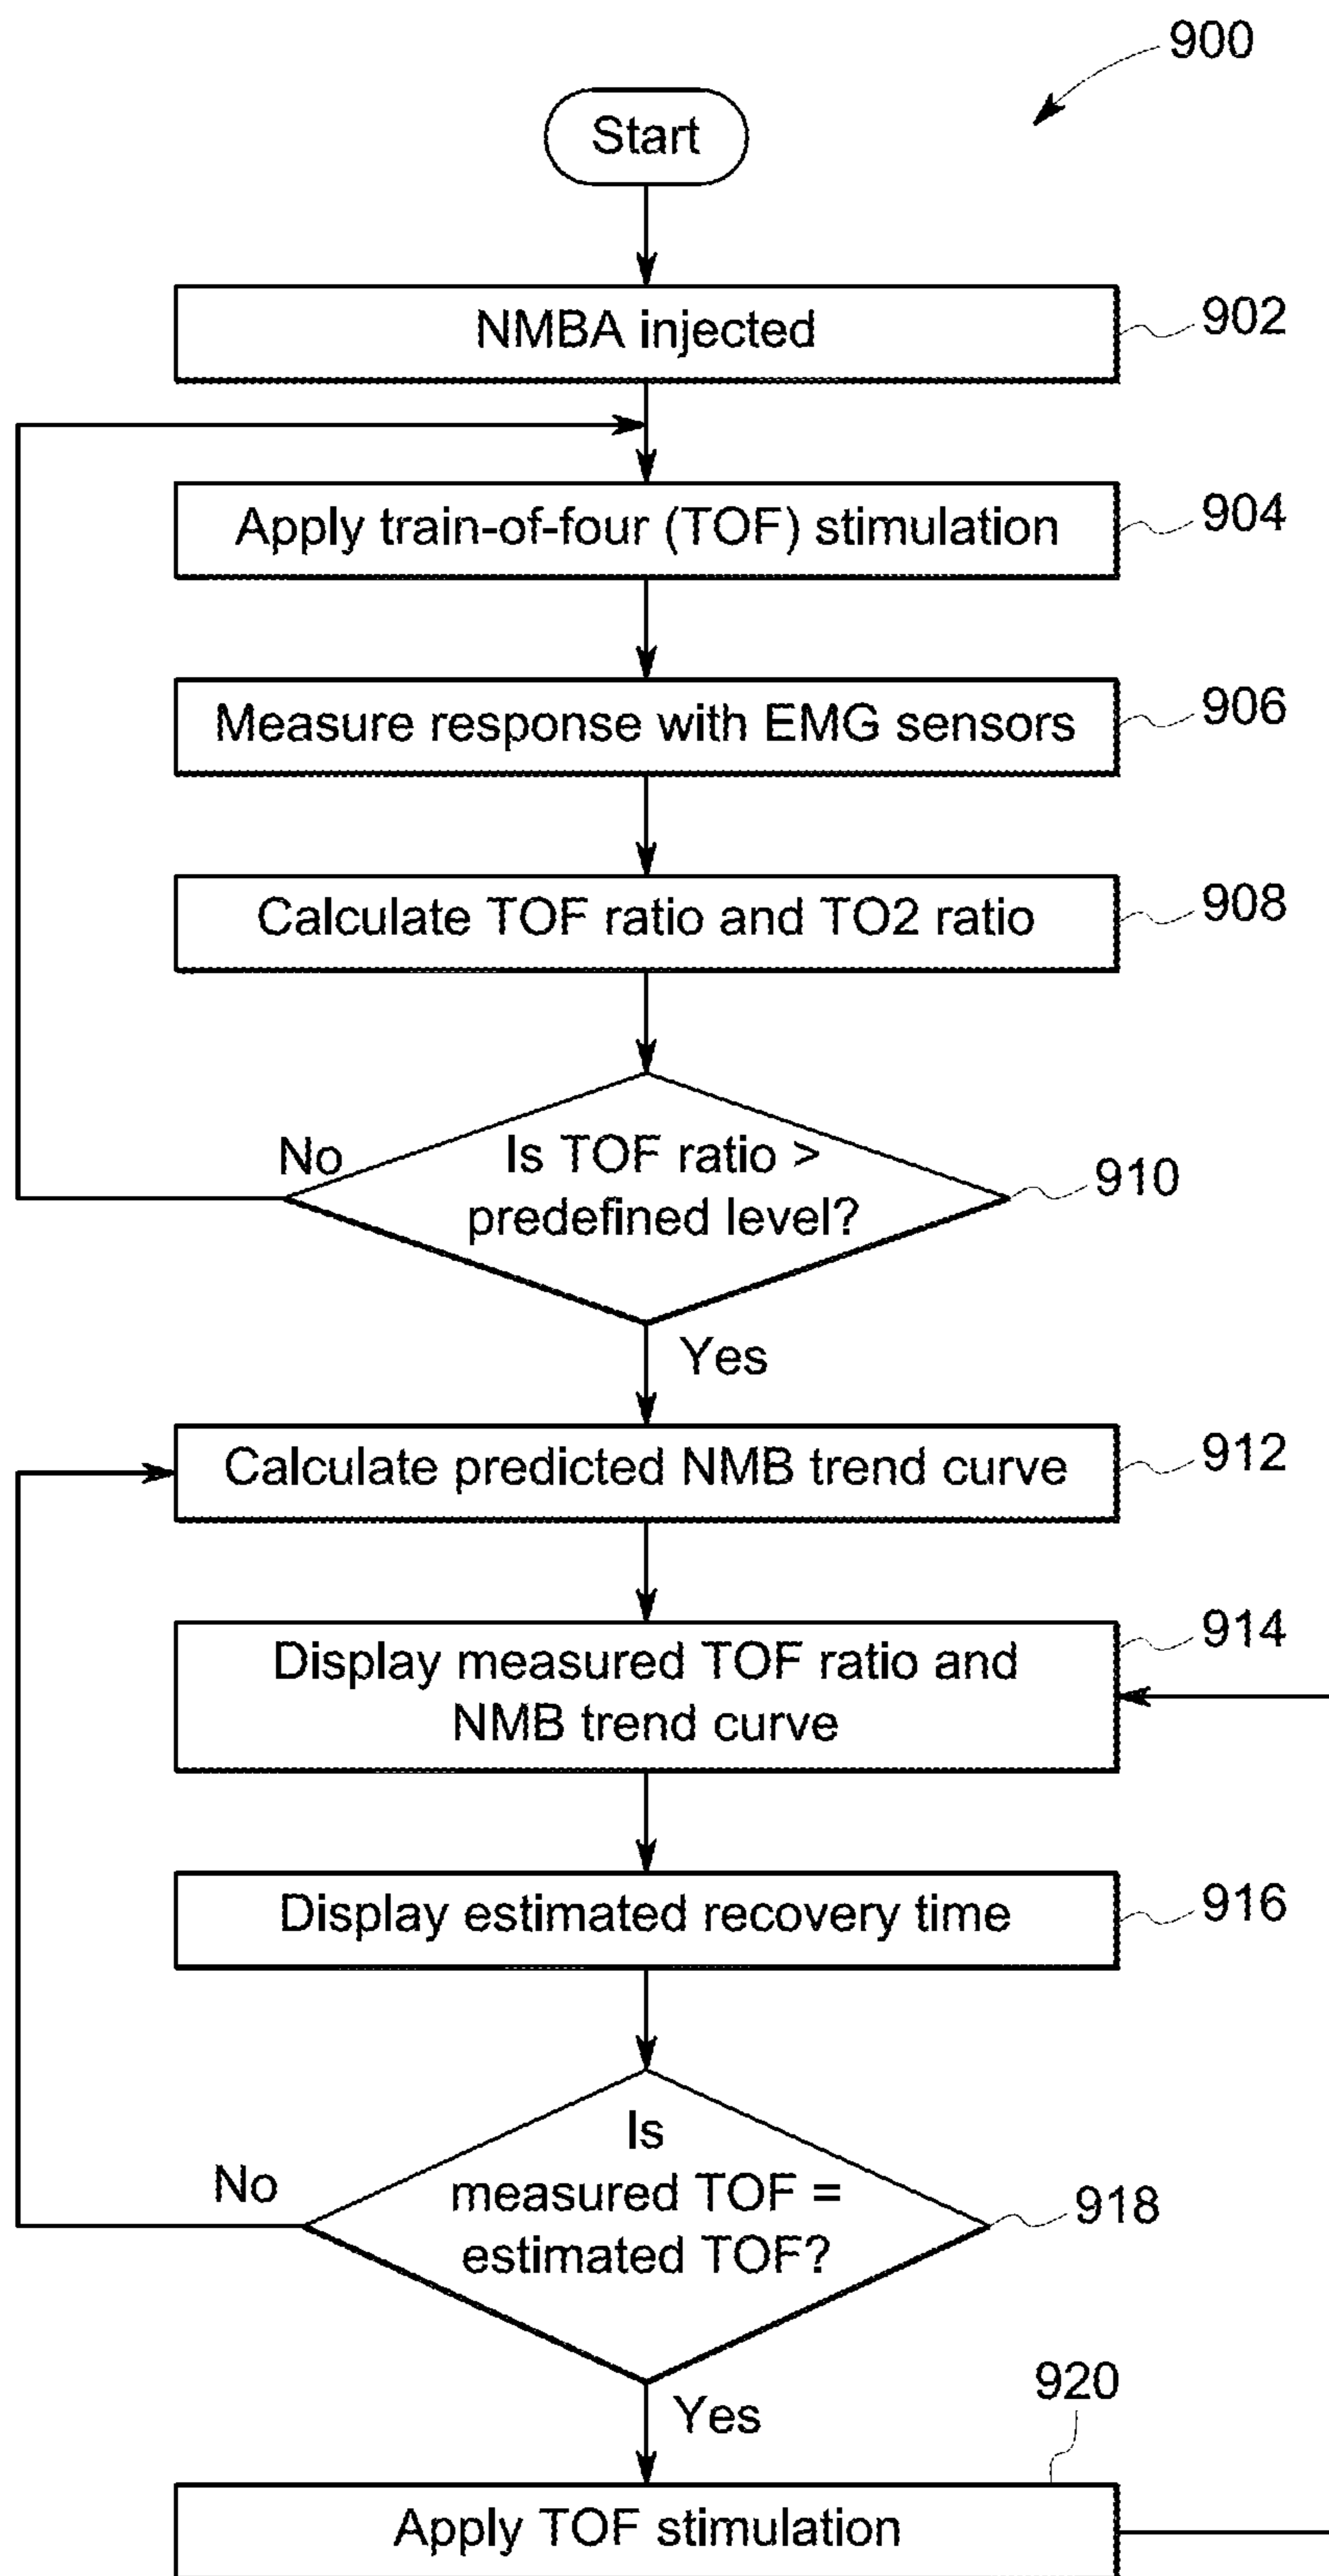 900
Start
NMBA injected
902
Apply train-of-four (TOF) stimulation
904
Measure response with EMG sensors
906
Calculate TOF ratio and TO2 ratio
908
No
Is TOF ratio >
predefined level?
910
Yes
Calculate predicted NMB trend curve
912
Display measured TOF ratio and
NMB trend curve
914
Display estimated recovery time
916
No
Is
measured TOF =
estimated TOF?
918
Yes
920
Apply TOF stimulation